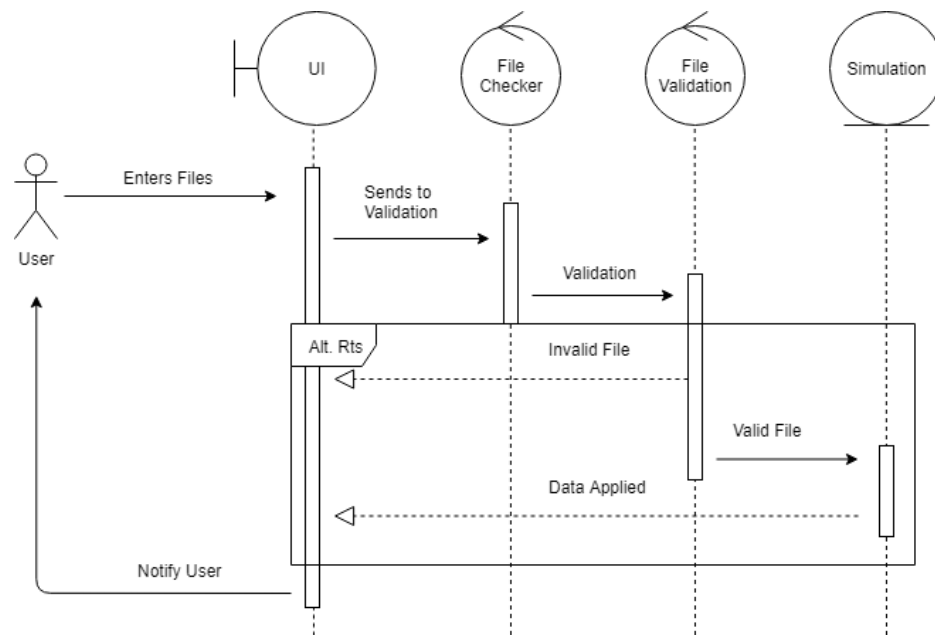 UI
File
Checker
File
Validation
Simulation
Enters Files
Sends to
Validation
User
Validation
Alt. Rts
Invalid File
Valid File
Data Applied
Notify User